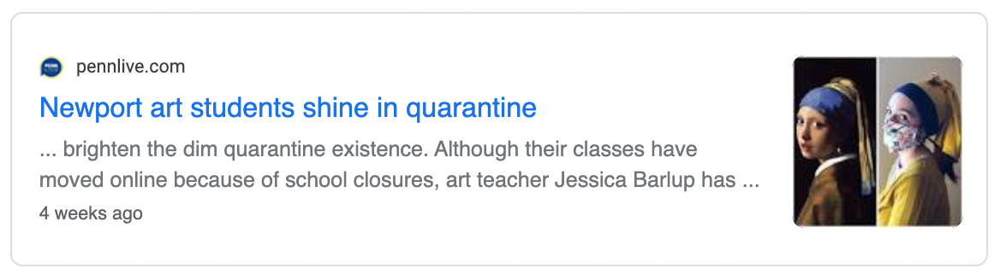 pennlive.com
Newport art students shine in quarantine
... brighten the dim quarantine existence. Although their classes have
moved online because of school closures, art teacher Jessica Barlup has ...
4 weeks ago